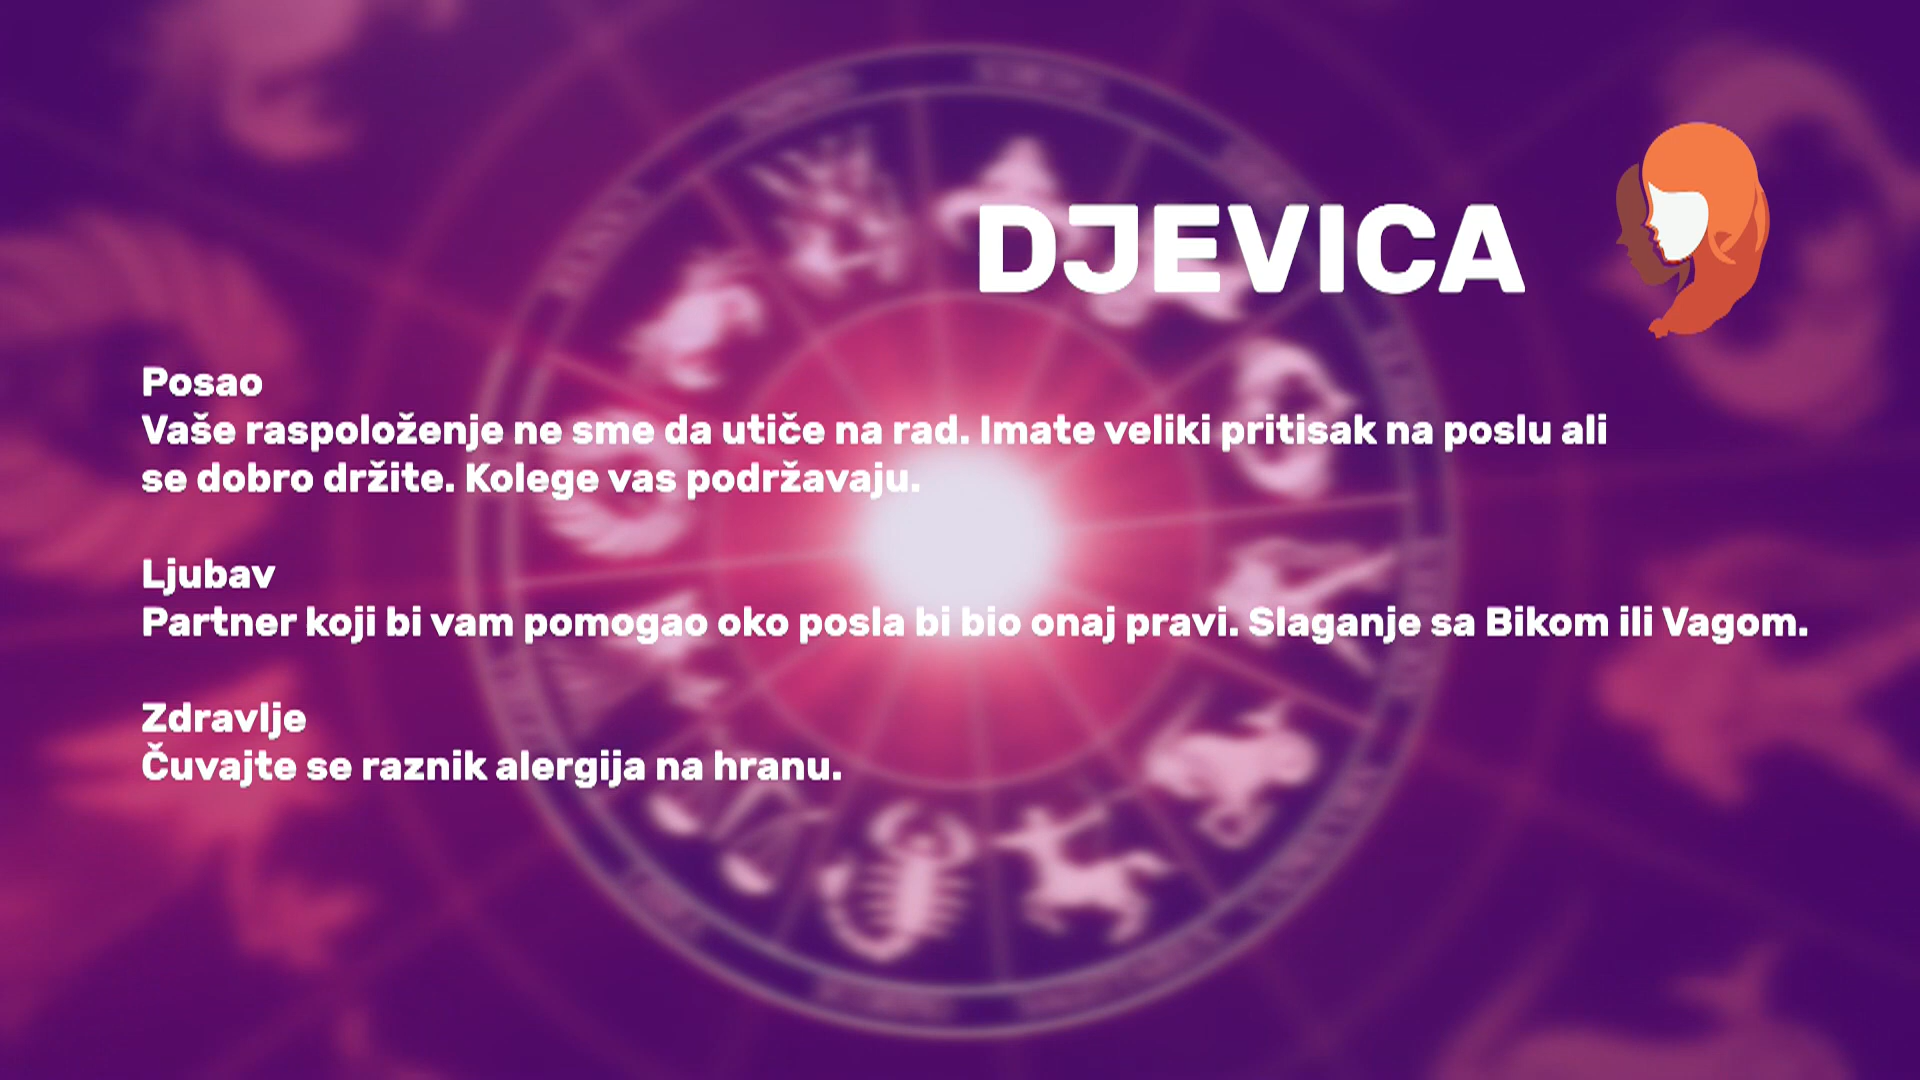 DJEVICA
Posao
Vaše raspoloženje ne sme da utiče na rad. Imate veliki pritisak na poslu ali
se dobro držite. Kolege vas podržavaju.
Ljubav
Partner koji bi vam pomogao oko posla bi bio onaj pravi. Slaganje sa Bikom ili Vagom.
Zdravlje
Čuvajte se raznik alergija na hranu.